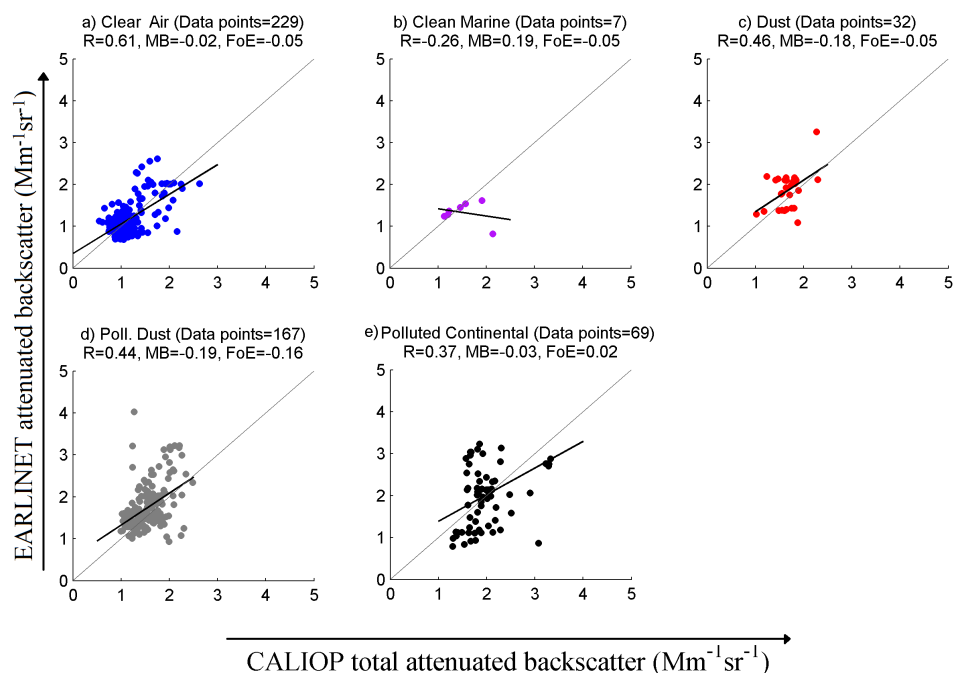 a) Clear Air (Data points=229)
R=0.61, MB=-0.02, FoE=-0.05
b) Clean Marine (Data points=7)
R=-0.26, MB=0.19, FoE=-0.05
c) Dust (Data points=32)
R=0.46, MB=-0.18, FoE=-0.05
5
4
3
2
1
0
0 1 2 3 4 5
5
4
3
2
1
0
0 1 2 3 4 5
5
4
3
2
1
0
0 1 2 3 4 5
d) Poll. Dust (Data points=167)
R=0.44, MB=-0.19, FoE=-0.16
e) Polluted Continental (Data points=69)
R=0.37, MB=-0.03, FoE=0.02
5
4
3
2
1
0
0 1 2 3 4 5
5
4
3
2
1
0
0 1 2 3 4 5
EARLINET attenuated backscatter (Mm⁻¹sr⁻¹)
CALIOP total attenuated backscatter (Mm⁻¹sr⁻¹)